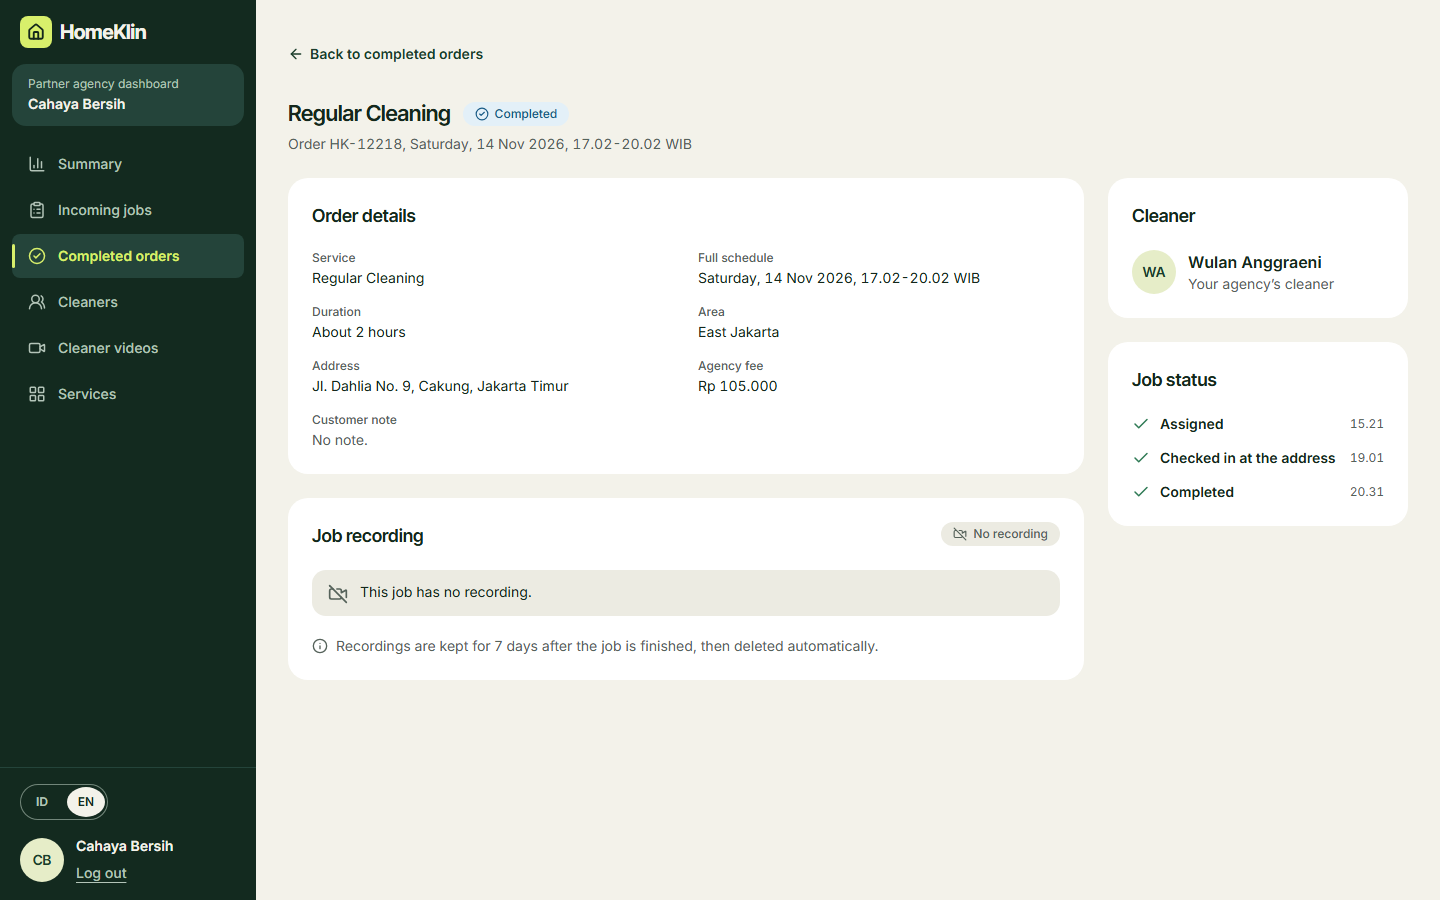 HomeKlin
Partner agency dashboard
Cahaya Bersih
Summary
Incoming jobs
Completed orders
Cleaners
Cleaner videos
Services
ID
EN
CB
Cahaya Bersih
Log out
Back to completed orders
Regular Cleaning
Completed
Order HK-12218, Saturday, 14 Nov 2026, 17.02-20.02 WIB
Order details
Service
Regular Cleaning
Full schedule
Saturday, 14 Nov 2026, 17.02-20.02 WIB
Duration
About 2 hours
Area
East Jakarta
Address
Jl. Dahlia No. 9, Cakung, Jakarta Timur
Agency fee
Rp 105.000
Customer note
No note.
Job recording
No recording
This job has no recording.
Recordings are kept for 7 days after the job is finished, then deleted automatically.
Cleaner
WA
Wulan Anggraeni
Your agency’s cleaner
Job status
Assigned 15.21
Checked in at the address 19.01
Completed 20.31